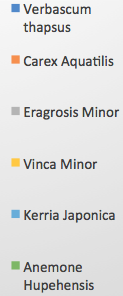 Verbascum
thapsus
Carex Aquatilis
Eragrosis Minor
Vinca Minor
Kerria Japonica
Anemone
Hupehensis